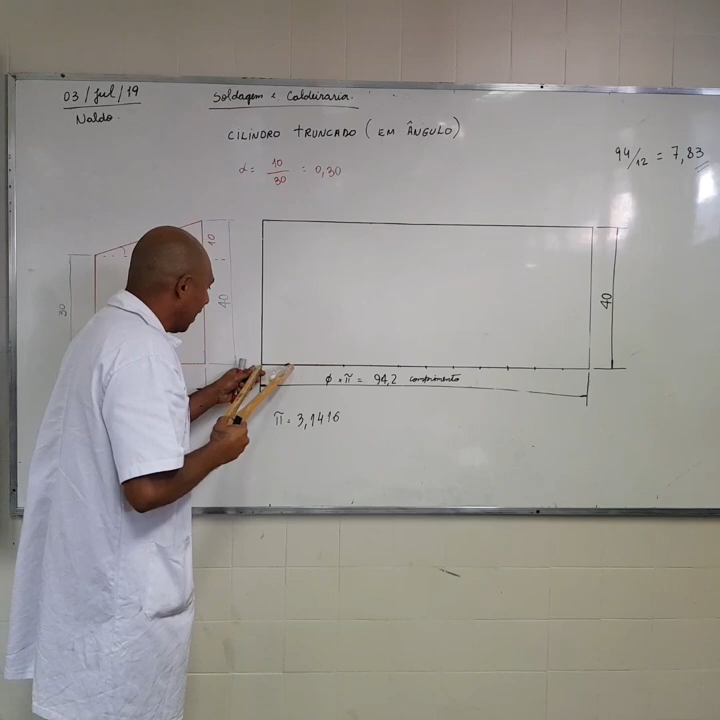 03/Jul/19
Naldo.
Soldagem e Caldeiraria.
CILINDRO TRUNCADO (EM ÂNGULO)
α = 10/30 = 0,30
94/12 = 7,83
30
10
40
40
ϕ × π = 94,2 comprimento
π = 3,1416